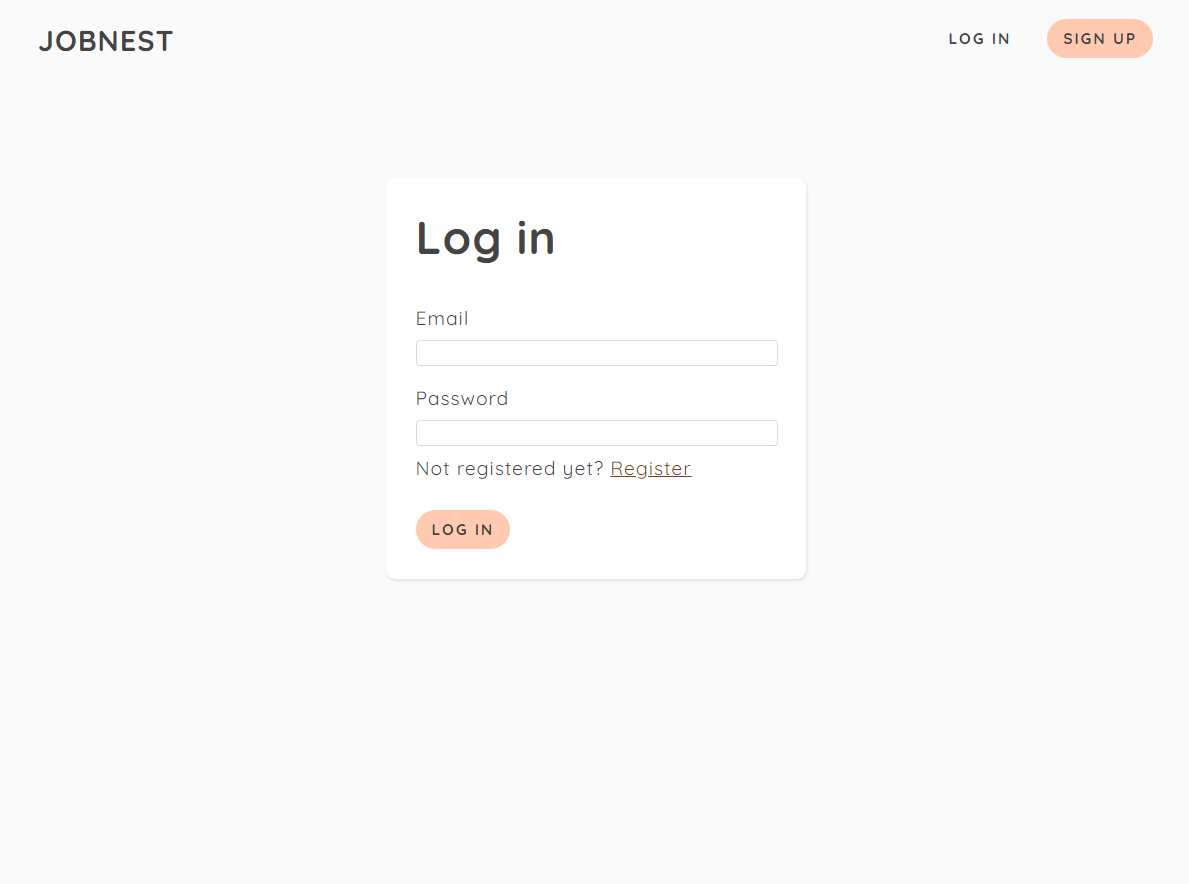 JOBNEST
LOG IN
SIGN UP
Log in
Email
Password
Not registered yet? Register
LOG IN